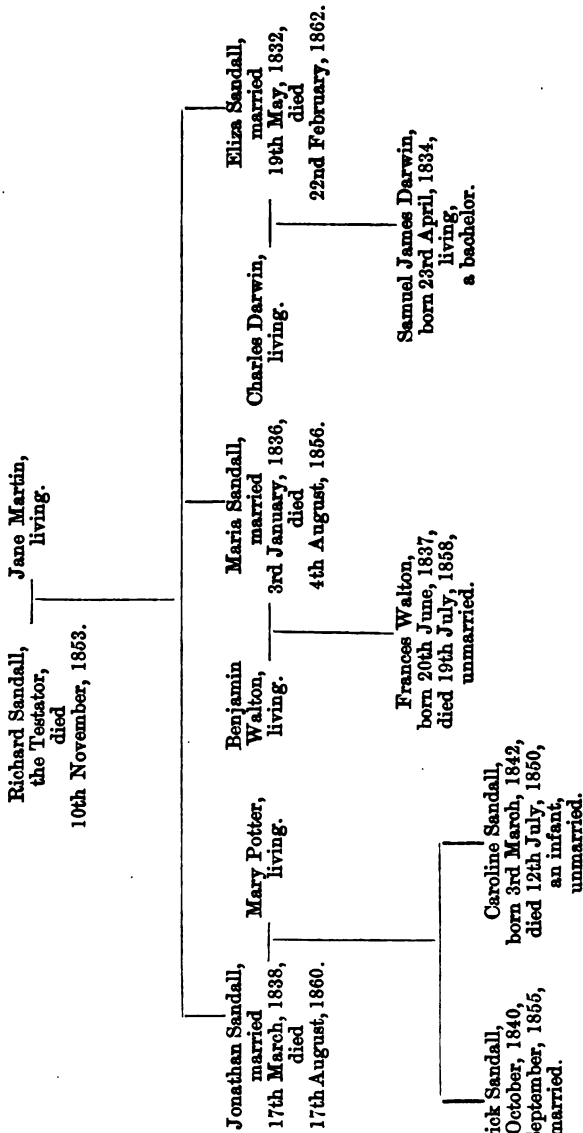 Richard Sandall,
the Testator,
died
10th November, 1853.
Jane Martin,
living.
Jonathan Sandall,
married
17th March, 1838,
died
17th August, 1860.
Mary Potter,
living.
Benjamin
Walton,
living.
Maria Sandall,
married
3rd January, 1836,
died
4th August, 1856.
Charles Darwin,
living.
Eliza Sandall,
married
19th May, 1832,
died
22nd February, 1862.
ick Sandall,
October, 1840,
eptember, 1855,
married.
Caroline Sandall,
born 3rd March, 1842,
died 12th July, 1850,
an infant,
unmarried.
Frances Walton,
born 20th June, 1837,
died 19th July, 1858,
unmarried.
Samuel James Darwin,
born 23rd April, 1834,
living,
a bachelor.